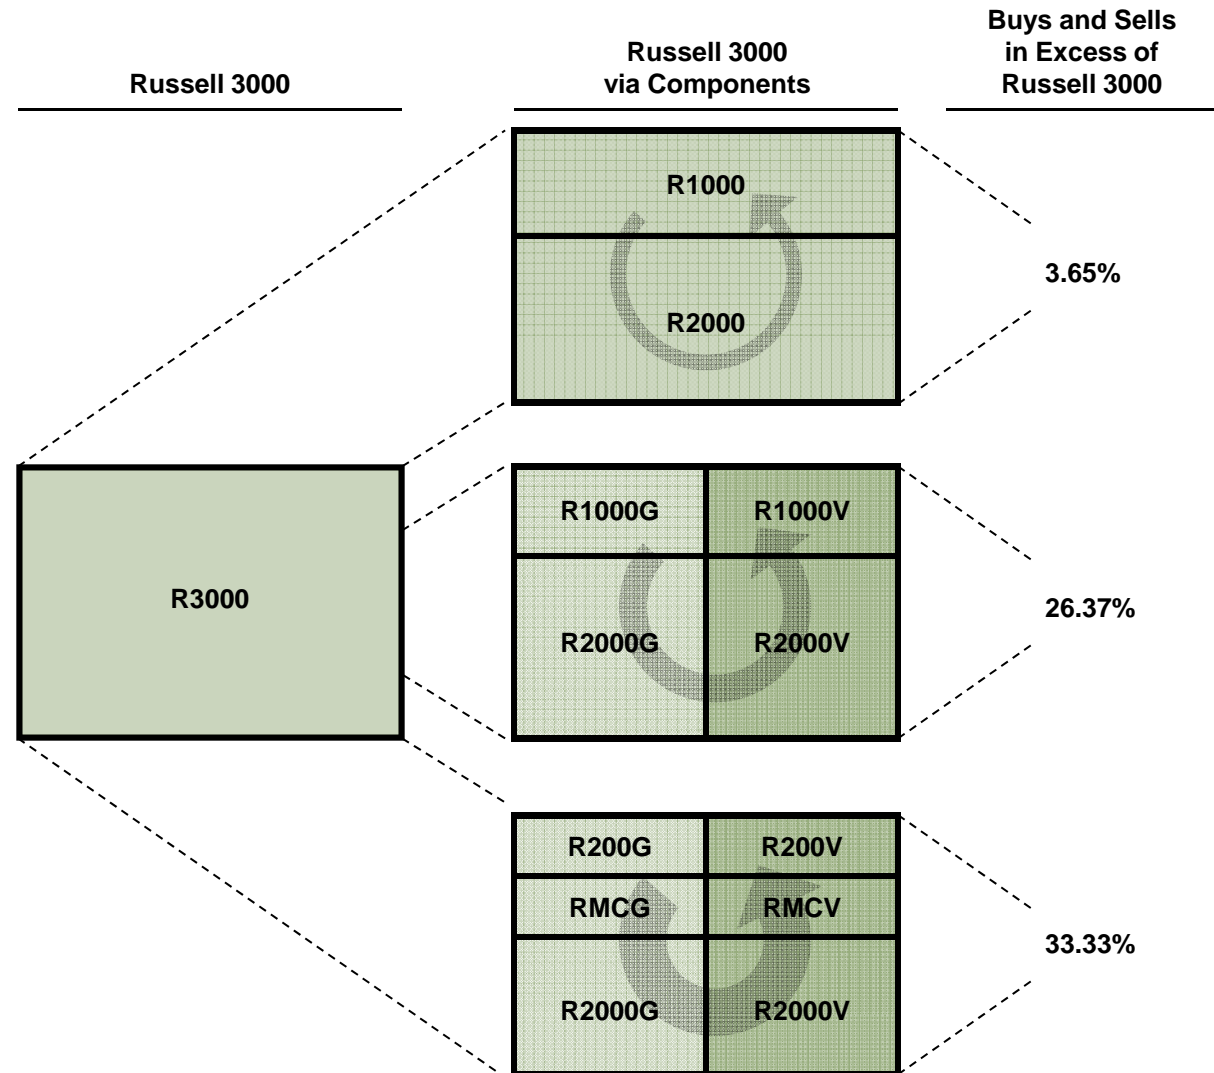 Russell 3000
Russell 3000
via Components
Buys and Sells
in Excess of
Russell 3000
R1000
R2000
3.65%
R3000
R1000G
R1000V
R2000G
R2000V
26.37%
R200G
R200V
RMCG
RMCV
R2000G
R2000V
33.33%